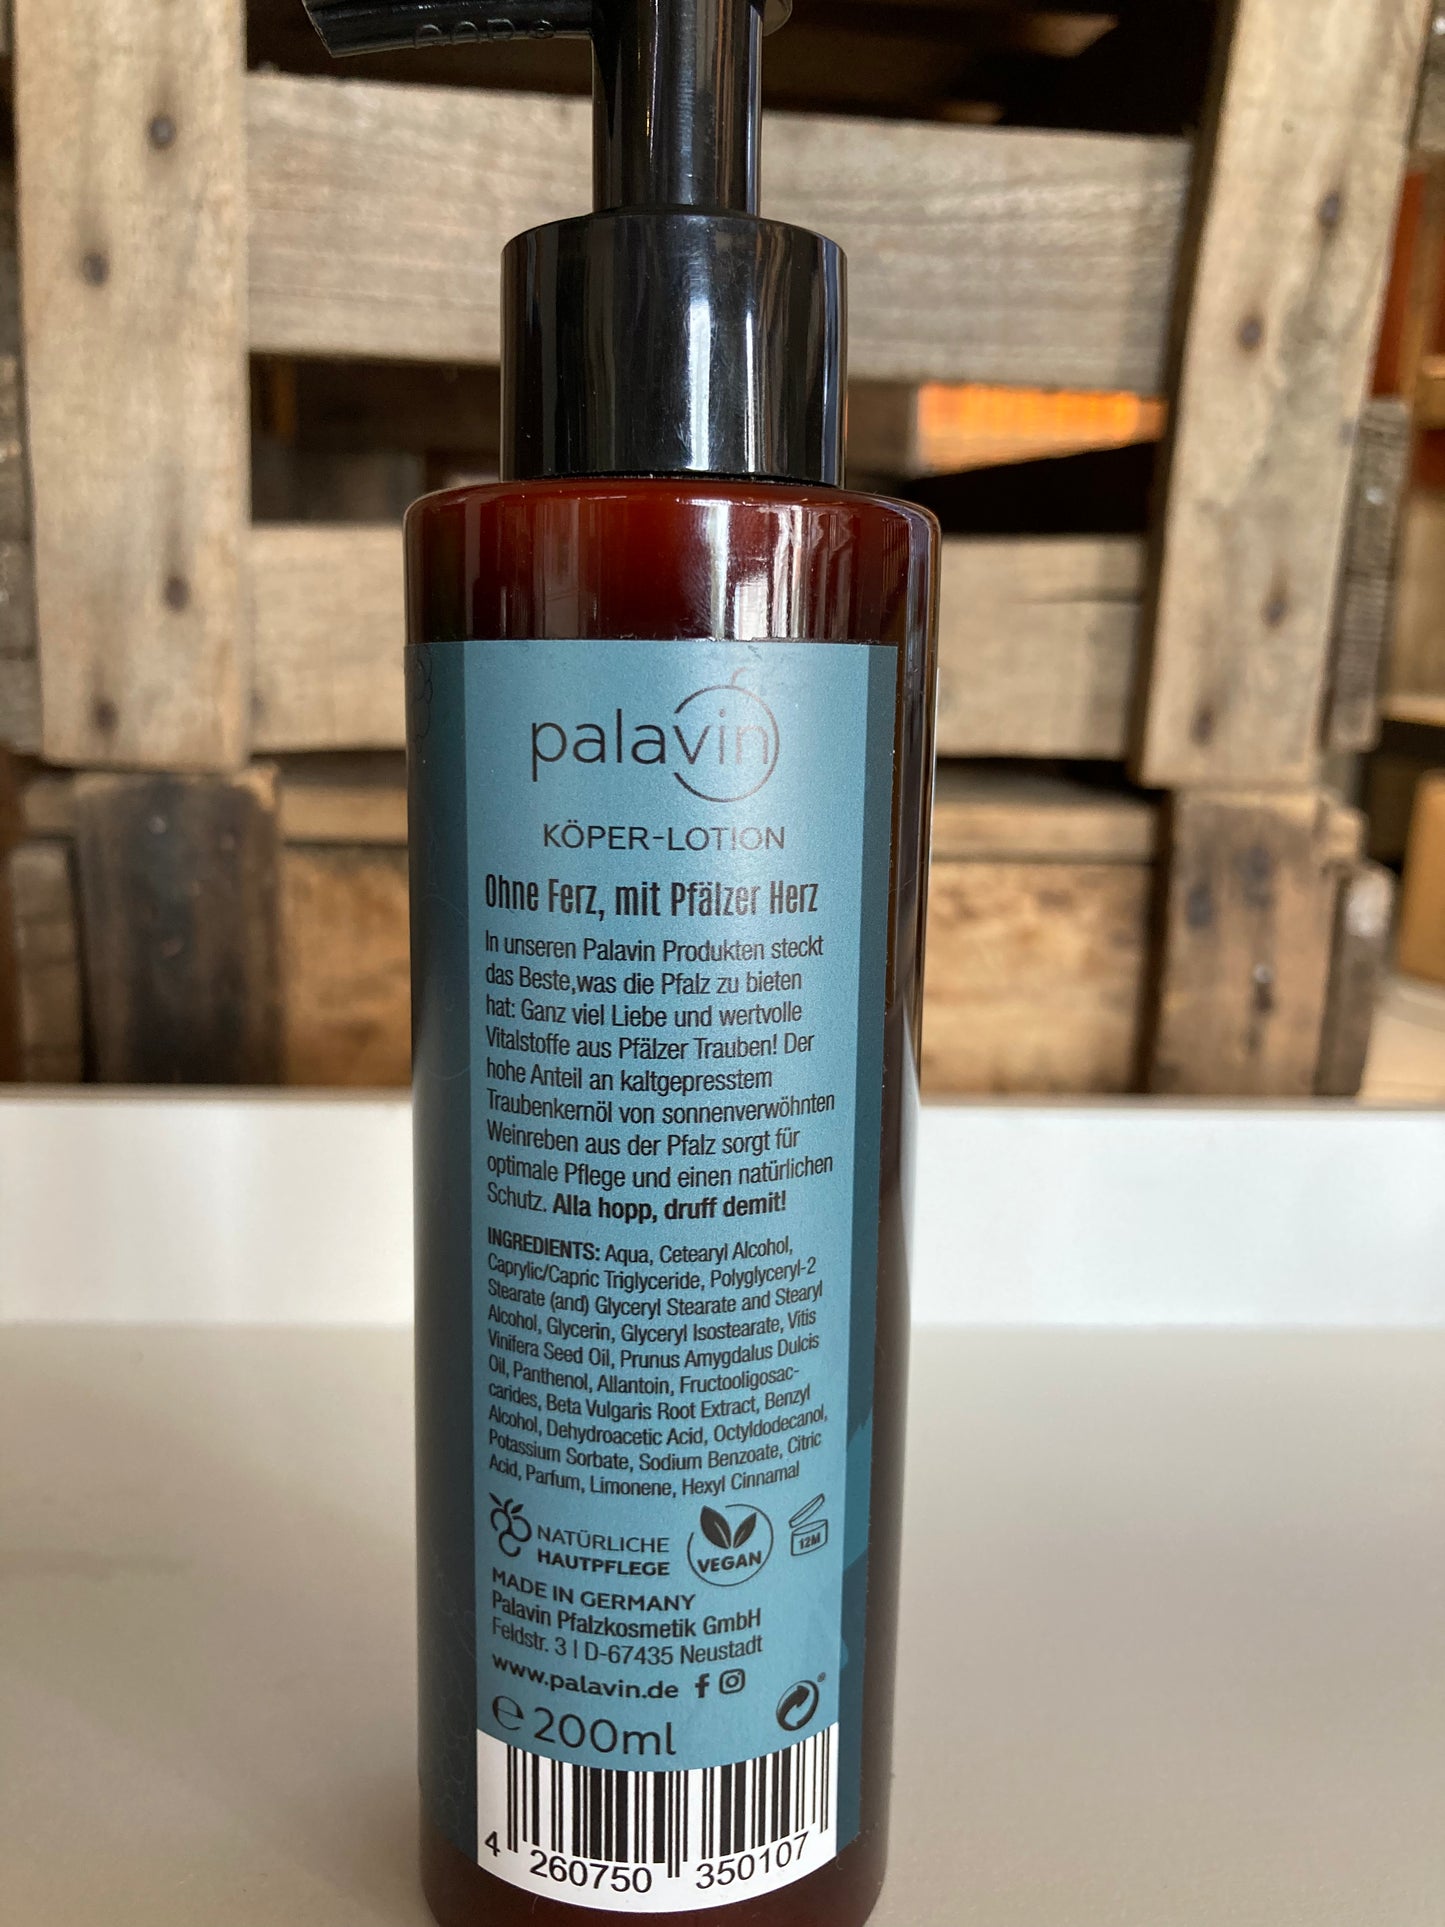 palavin
KÖPER-LOTION
Ohne Ferz, mit Pfälzer Herz
In unseren Palavin Produkten steckt
das Beste,was die Pfalz zu bieten
hat: Ganz viel Liebe und wertvolle
Vitalstoffe aus Pfälzer Trauben! Der
hohe Anteil an kaltgepresstem
Traubenkernöl von sonnenverwöhnten
Weinreben aus der Pfalz sorgt für
optimale Pflege und einen natürlichen
Schutz. Alla hopp, druff demit!
INGREDIENTS: Aqua, Cetearyl Alcohol,
Caprylic/Capric Triglyceride, Polyglyceryl-2
Stearate (and) Glyceryl Stearate and Stearyl
Alcohol, Glycerin, Glyceryl Isostearate, Vitis
Vinifera Seed Oil, Prunus Amygdalus Dulcis
Oil, Panthenol, Allantoin, Fructooligosac-
carides, Beta Vulgaris Root Extract, Benzyl
Alcohol, Dehydroacetic Acid, Octyldodecanol,
Potassium Sorbate, Sodium Benzoate, Citric
Acid, Parfum, Limonene, Hexyl Cinnamal
NATÜRLICHE
HAUTPFLEGE
VEGAN
12M
MADE IN GERMANY
Palavin Pfalzkosmetik GmbH
Feldstr. 3 | D-67435 Neustadt
www.palavin.de
℮ 200ml
4 260750 350107